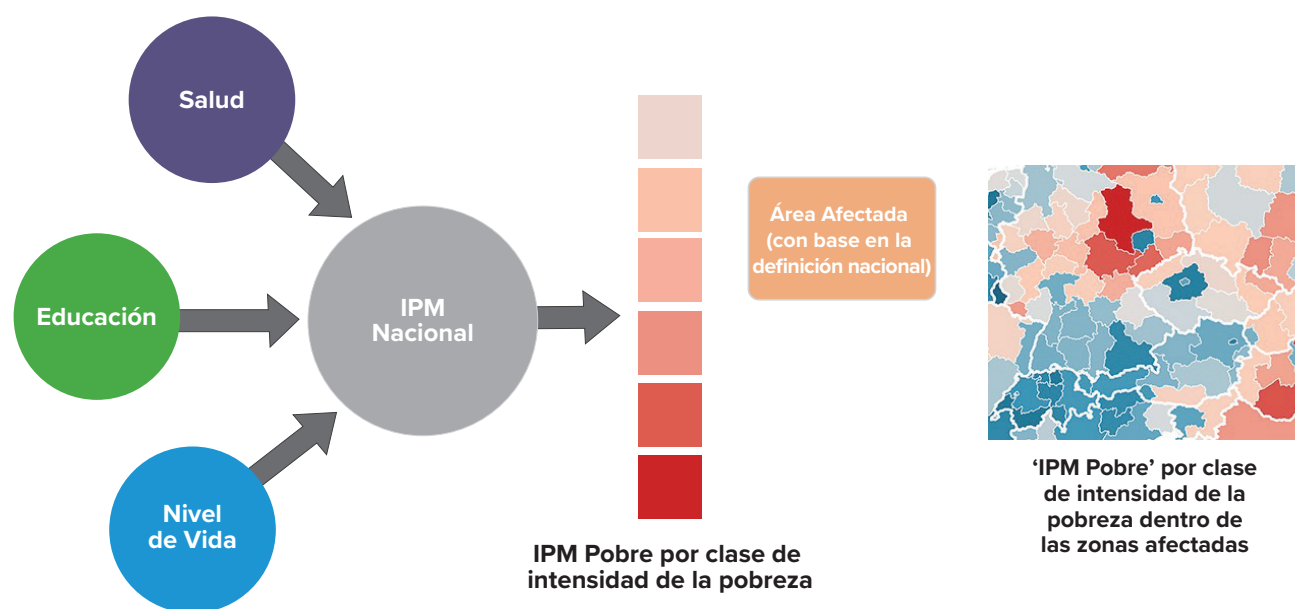 Salud
Educación
Nivel
de Vida
IPM
Nacional
IPM Pobre por clase de
intensidad de la pobreza
Área Afectada
(con base en la
definición nacional)
‘IPM Pobre’ por clase
de intensidad de la
pobreza dentro de
las zonas afectadas